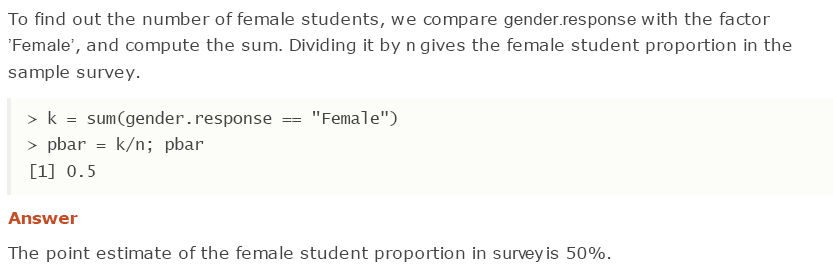 To find out the number of female students, we compare gender.response with the factor
’Female’, and compute the sum. Dividing it by n gives the female student proportion in the
sample survey.
> k = sum(gender.response == "Female")
> pbar = k/n; pbar
[1] 0.5
Answer
The point estimate of the female student proportion in survey is 50%.